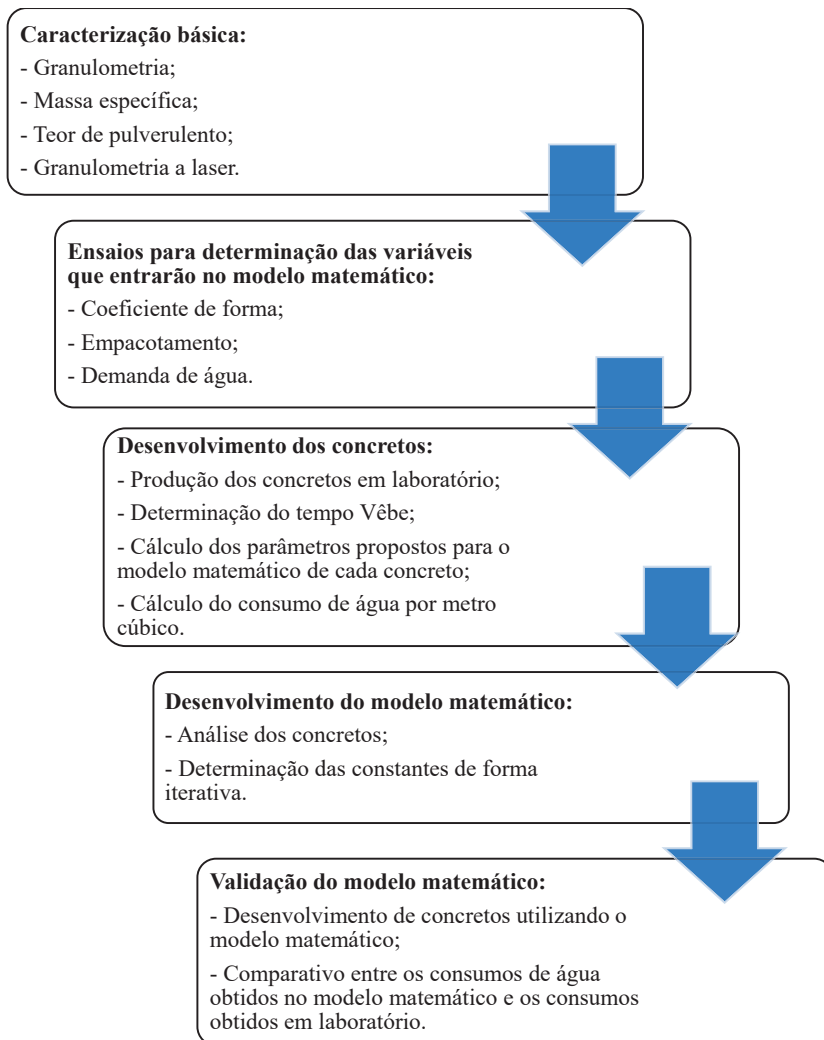 Caracterização básica:
- Granulometria;
- Massa específica;
- Teor de pulverulento;
- Granulometria a laser.
Ensaios para determinação das variáveis
que entrarão no modelo matemático:
- Coeficiente de forma;
- Empacotamento;
- Demanda de água.
Desenvolvimento dos concretos:
- Produção dos concretos em laboratório;
- Determinação do tempo Vêbe;
- Cálculo dos parâmetros propostos para o
modelo matemático de cada concreto;
- Cálculo do consumo de água por metro
cúbico.
Desenvolvimento do modelo matemático:
- Análise dos concretos;
- Determinação das constantes de forma
iterativa.
Validação do modelo matemático:
- Desenvolvimento de concretos utilizando o
modelo matemático;
- Comparativo entre os consumos de água
obtidos no modelo matemático e os consumos
obtidos em laboratório.